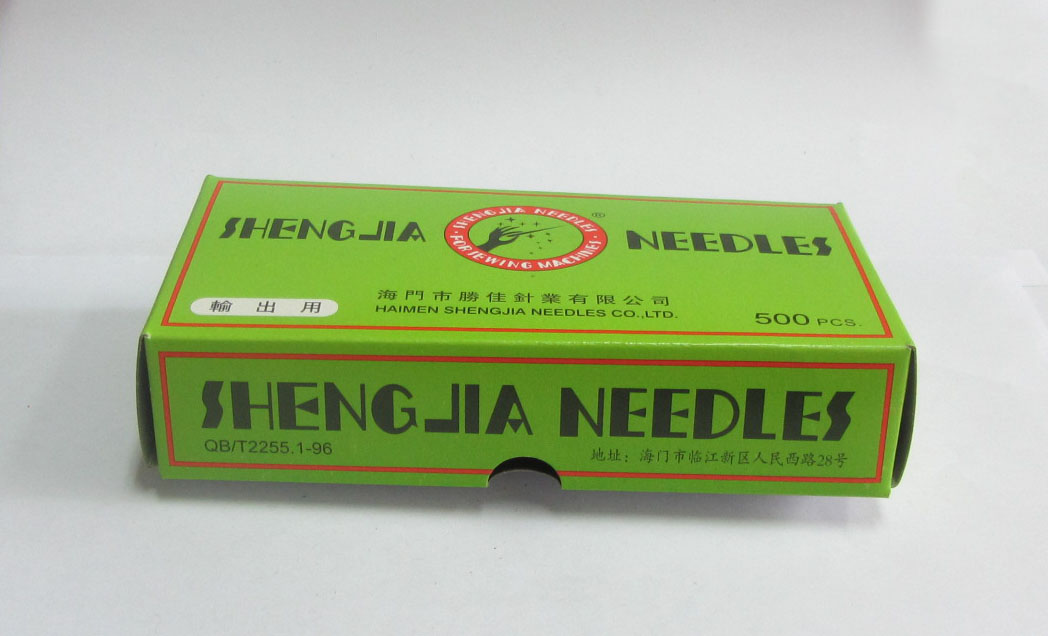 SHENGJIA NEEDLES
SHENGJIA NEEDLES
FOR SEWING MACHINES
®
輸出用
海門市勝佳針業有限公司
HAIMEN SHENGJIA NEEDLES CO.,LTD.
500 PCS.
SHENGJIA NEEDLES
QB/T2255.1-96
地址：海门市临江新区人民西路28号